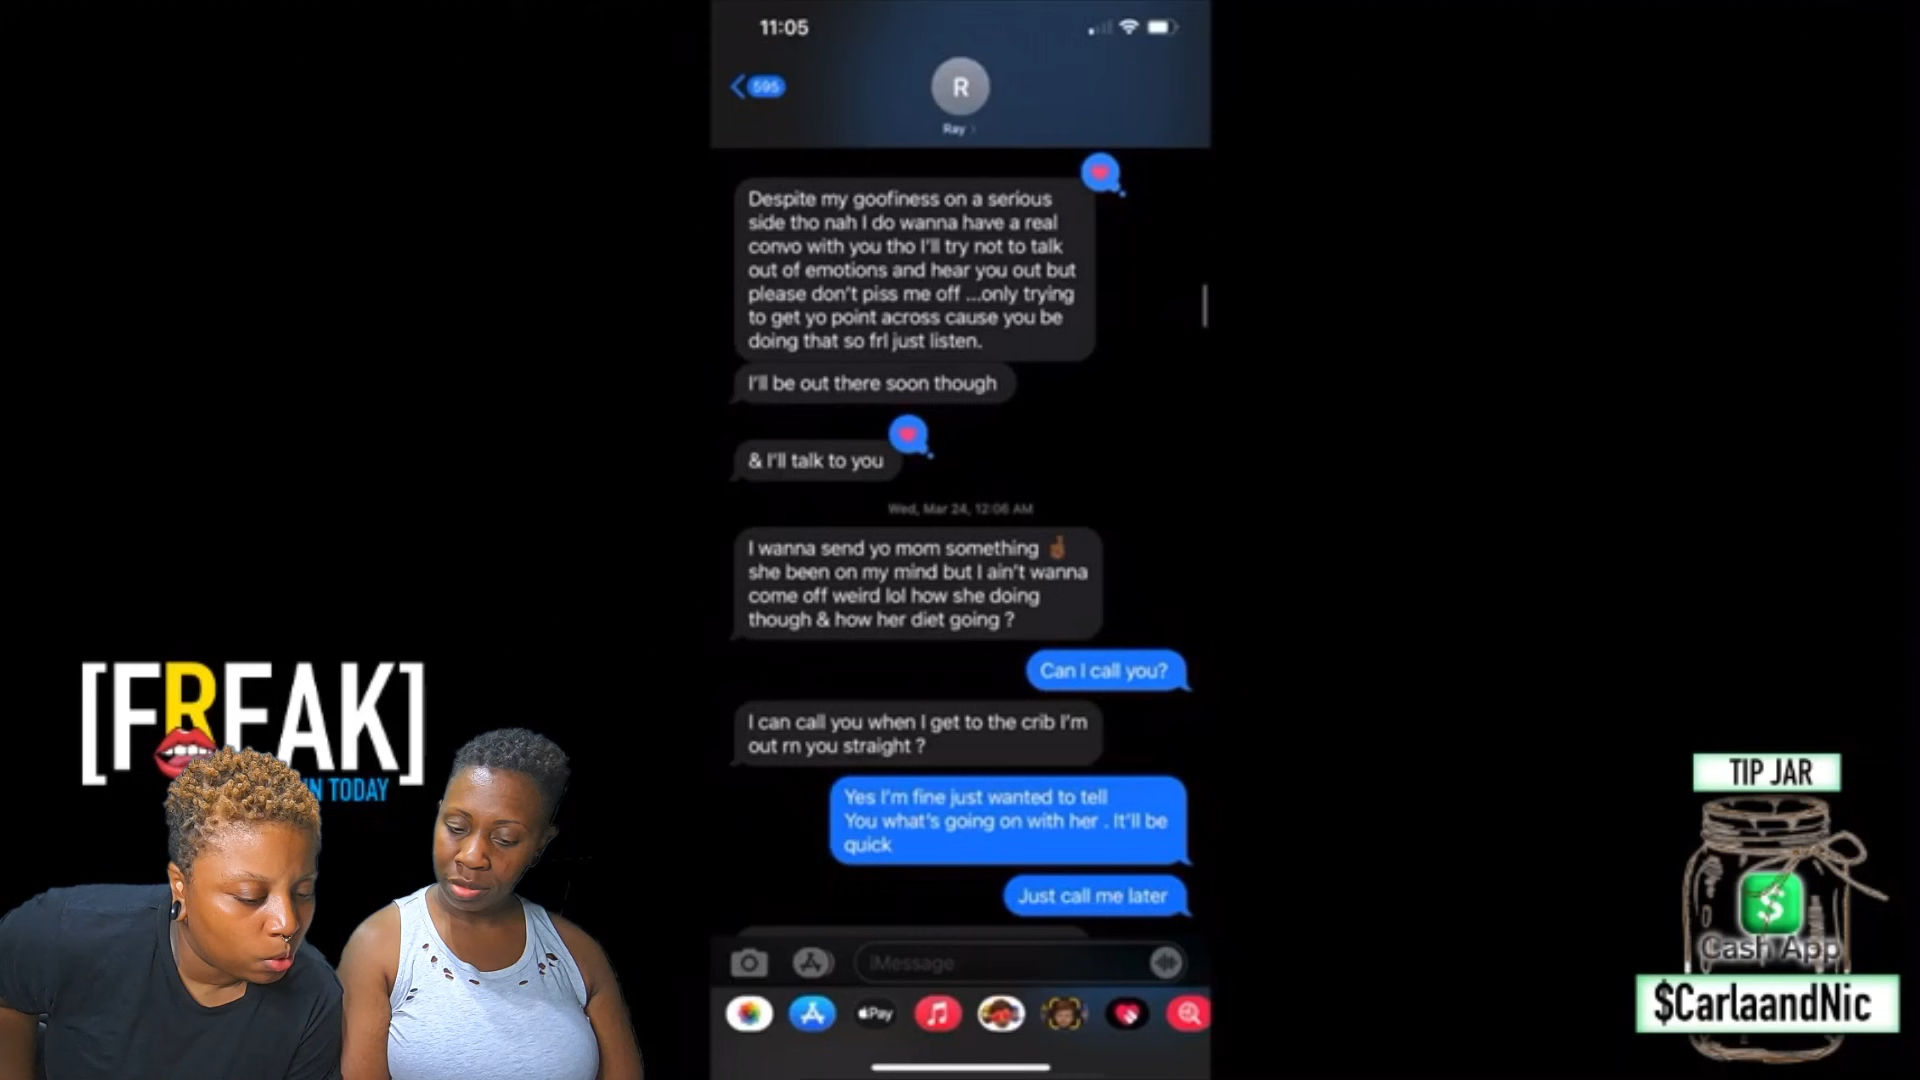 11:05
595
R
Ray
Despite my goofiness on a serious
side tho nah I do wanna have a real
convo with you tho I'll try not to talk
out of emotions and hear you out but
please don't piss me off ...only trying
to get yo point across cause you be
doing that so frl just listen.
I'll be out there soon though
& I'll talk to you
Wed, Mar 24, 12:06 AM
I wanna send yo mom something 🤞🏾
she been on my mind but I ain't wanna
come off weird lol how she doing
though & how her diet going ?
Can I call you?
I can call you when I get to the crib I'm
out rn you straight ?
Yes I'm fine just wanted to tell
You what's going on with her . It'll be
quick
Just call me later
iMessage
Pay
[FREAK]
TODAY
TIP JAR
$
Cash App
$CarlaandNic